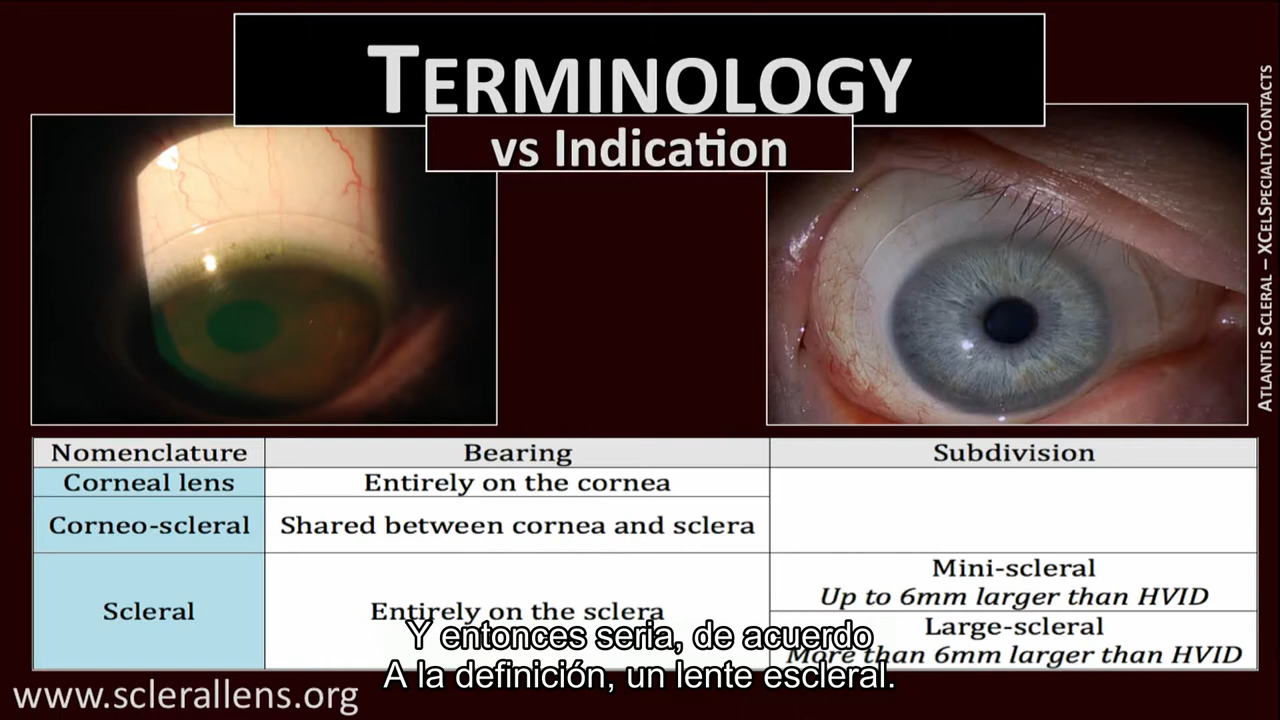 TERMINOLOGY
vs Indication
ATLANTIS SCLERAL – XCELSPECIALTYCONTACTS
Nomenclature Bearing Subdivision
Corneal lens Entirely on the cornea
Corneo-scleral Shared between cornea and sclera
Scleral Entirely on the sclera
Mini-scleral
Up to 6mm larger than HVID
Large-scleral
More than 6mm larger than HVID
Y entonces seria, de acuerdo
A la definición, un lente escleral.
www.sclerallens.org